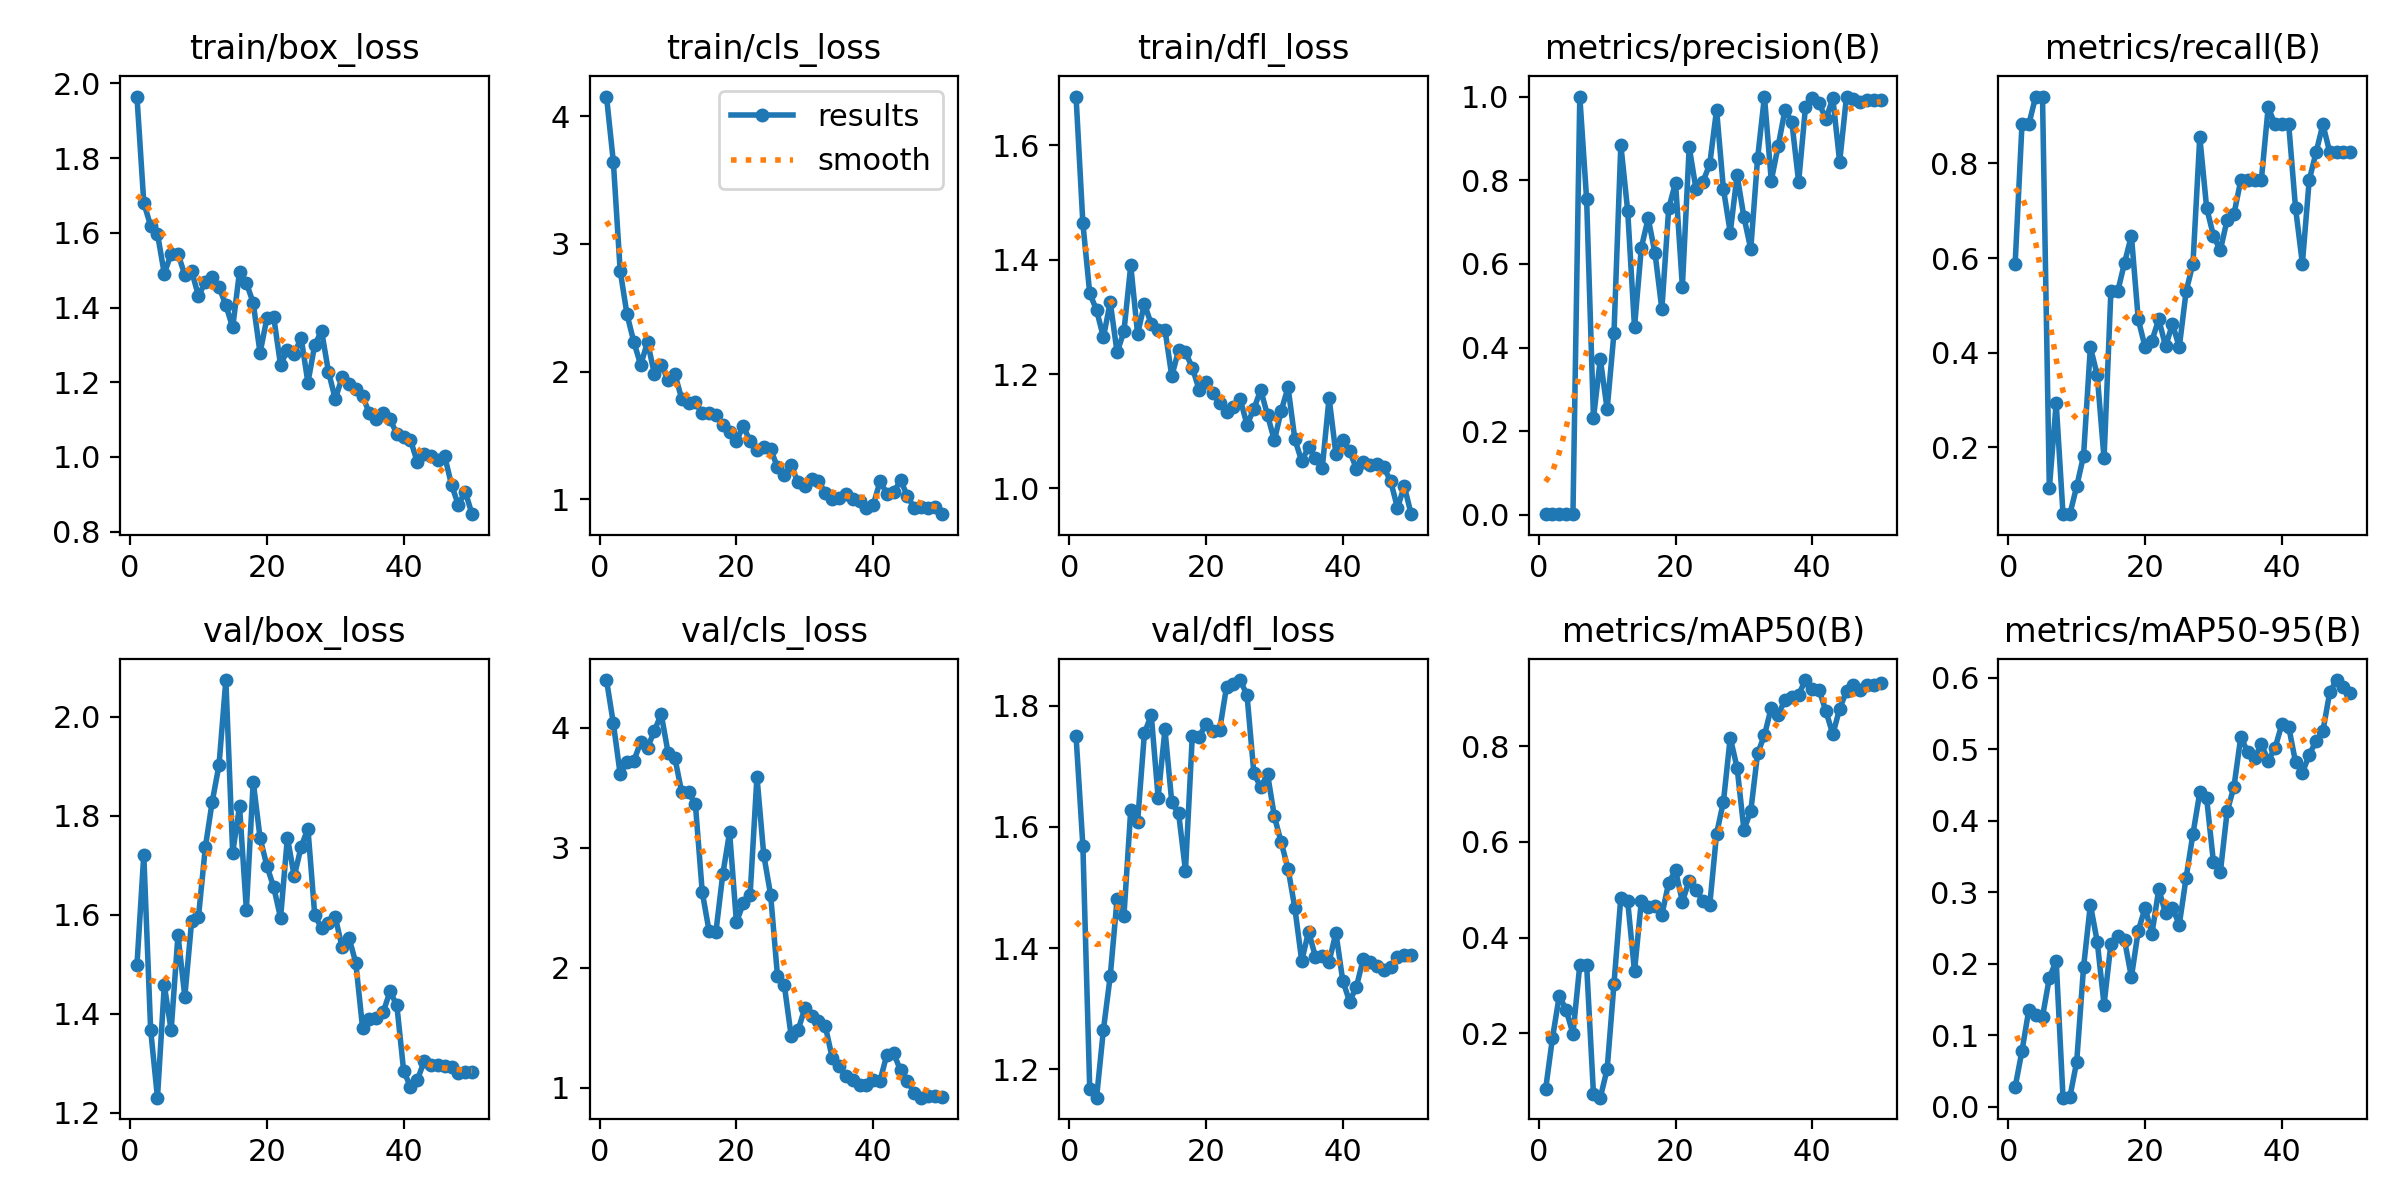 train/box_loss
2.0
1.8
1.6
1.4
1.2
1.0
0.8
0 20 40
train/cls_loss
results
smooth
4
3
2
1
0 20 40
train/dfl_loss
1.6
1.4
1.2
1.0
0 20 40
metrics/precision(B)
1.0
0.8
0.6
0.4
0.2
0.0
0 20 40
metrics/recall(B)
0.8
0.6
0.4
0.2
0 20 40
val/box_loss
2.0
1.8
1.6
1.4
1.2
0 20 40
val/cls_loss
4
3
2
1
0 20 40
val/dfl_loss
1.8
1.6
1.4
1.2
0 20 40
metrics/mAP50(B)
0.8
0.6
0.4
0.2
0 20 40
metrics/mAP50-95(B)
0.6
0.5
0.4
0.3
0.2
0.1
0.0
0 20 40